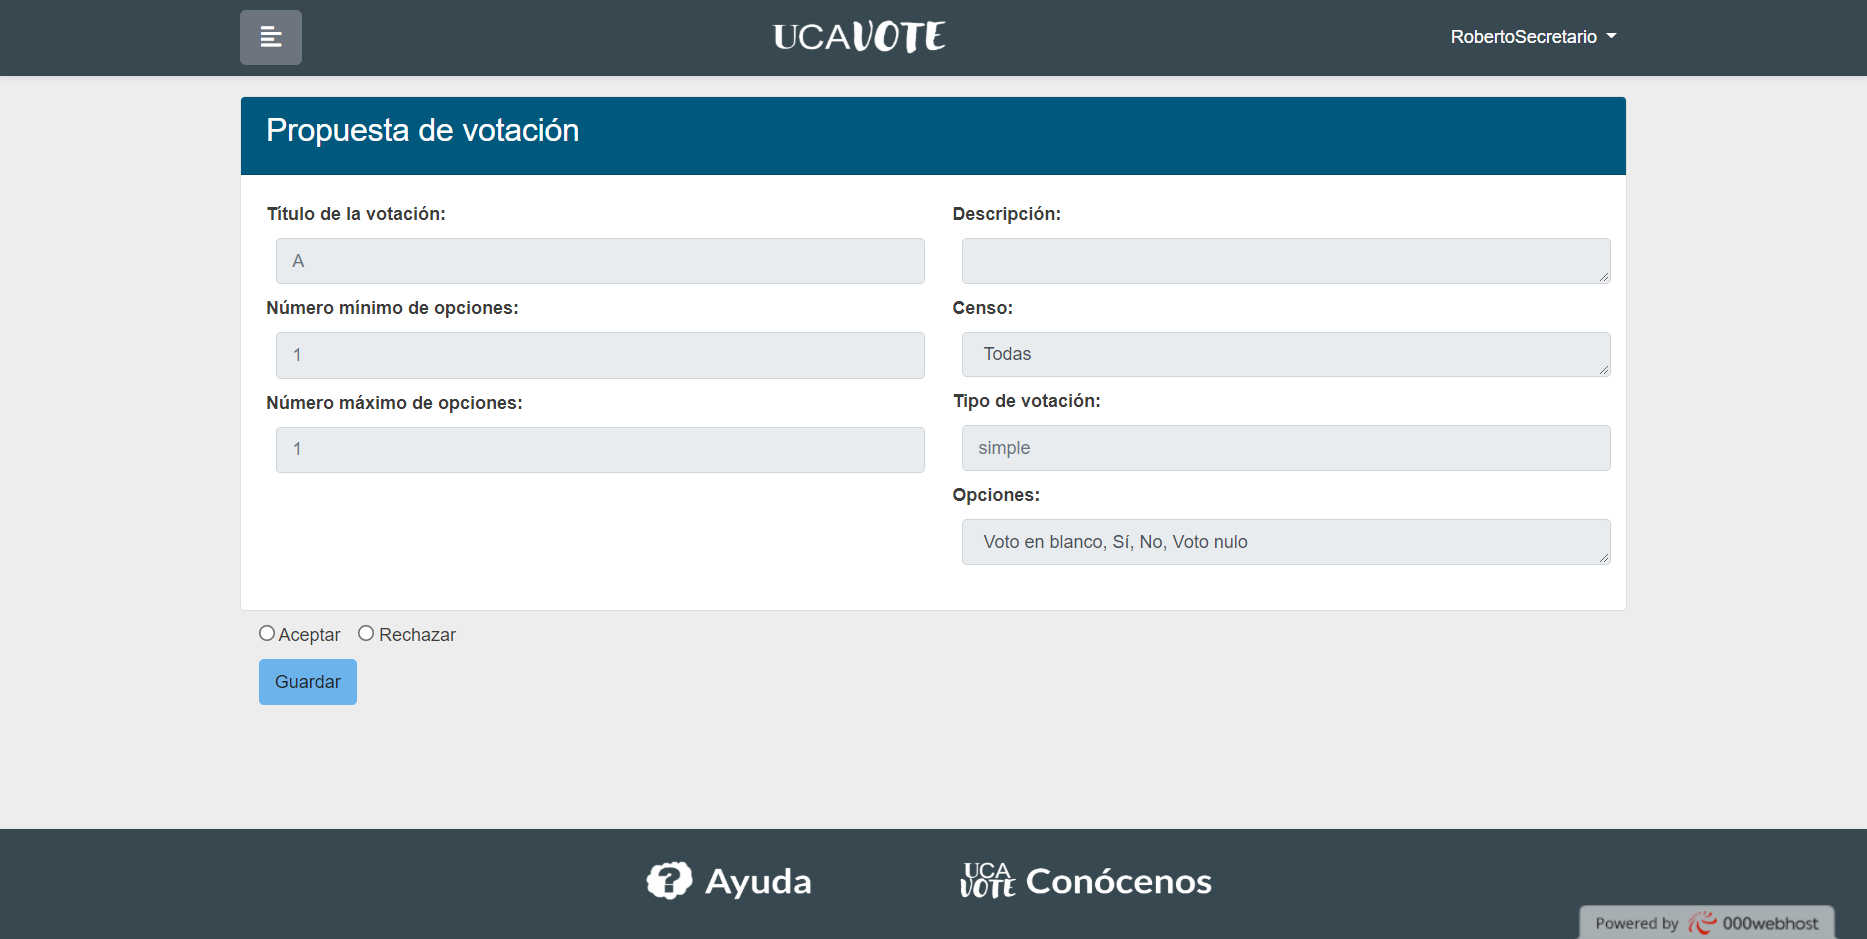 UCAVOTE
RobertoSecretario
Propuesta de votación
Título de la votación:
A
Número mínimo de opciones:
1
Número máximo de opciones:
1
Descripción:
Censo:
Todas
Tipo de votación:
simple
Opciones:
Voto en blanco, Sí, No, Voto nulo
Aceptar
Rechazar
Guardar
Ayuda
UCA
VOTE
Conócenos
Powered by 000webhost